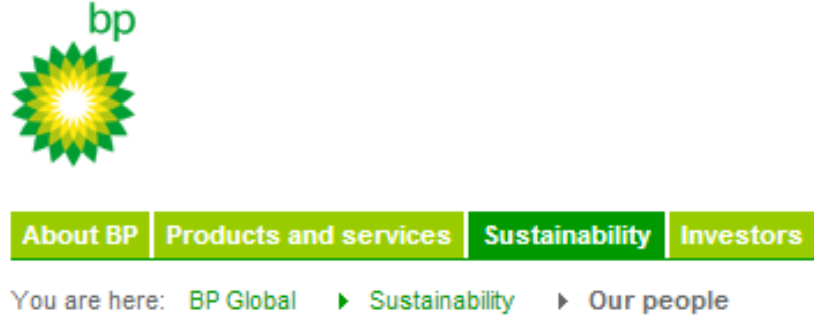 bp
About BP Products and services Sustainability Investors
You are here: BP Global Sustainability Our people